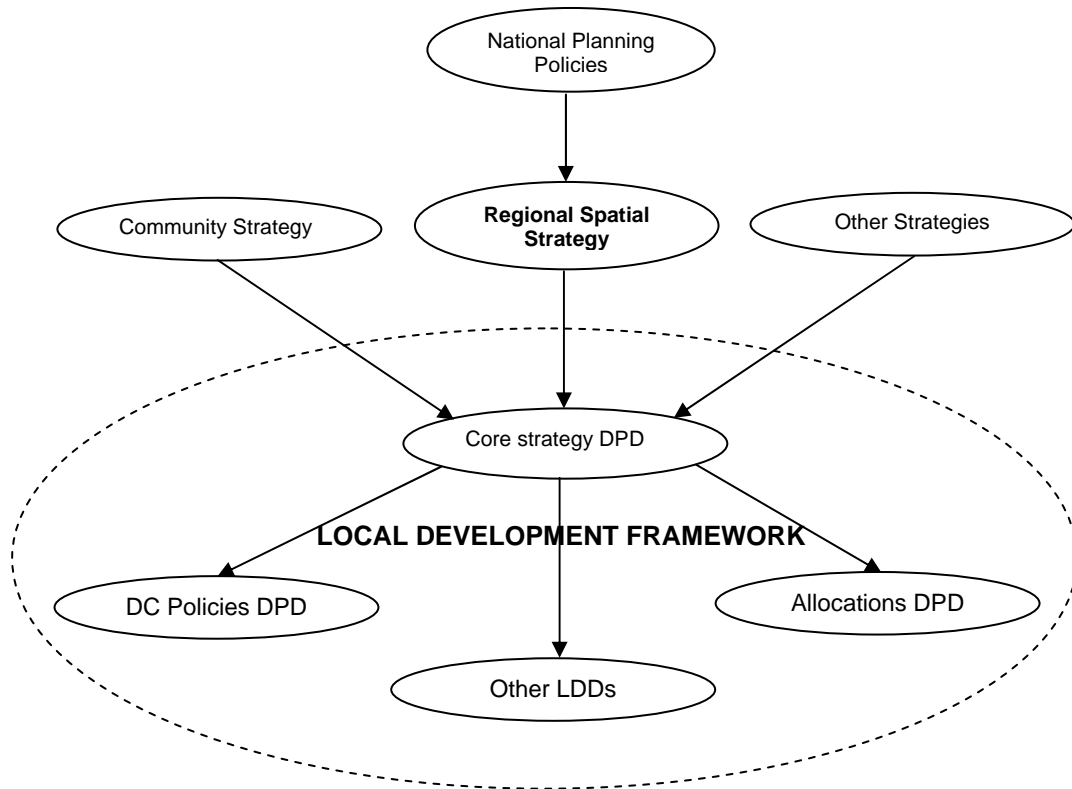 National Planning
Policies
Community Strategy
Regional Spatial
Strategy
Other Strategies
Core strategy DPD
LOCAL DEVELOPMENT FRAMEWORK
DC Policies DPD
Allocations DPD
Other LDDs